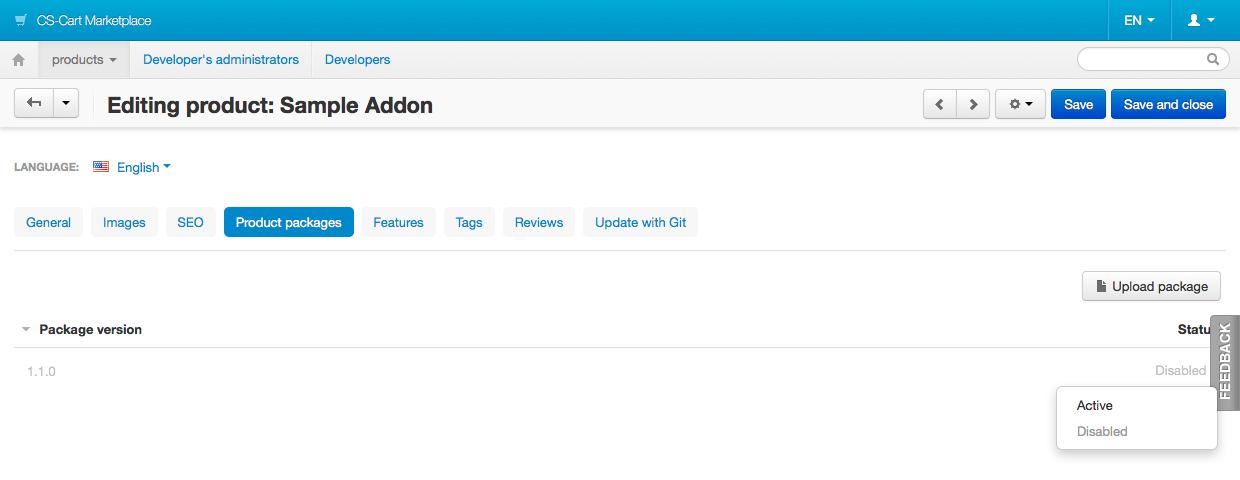 CS-Cart Marketplace
EN
products Developer's administrators Developers
Editing product: Sample Addon
Save Save and close
LANGUAGE: English
General Images SEO Product packages Features Tags Reviews Update with Git
Upload package
Package version Statu
FEEDBACK
1.1.0 Disabled
Active
Disabled